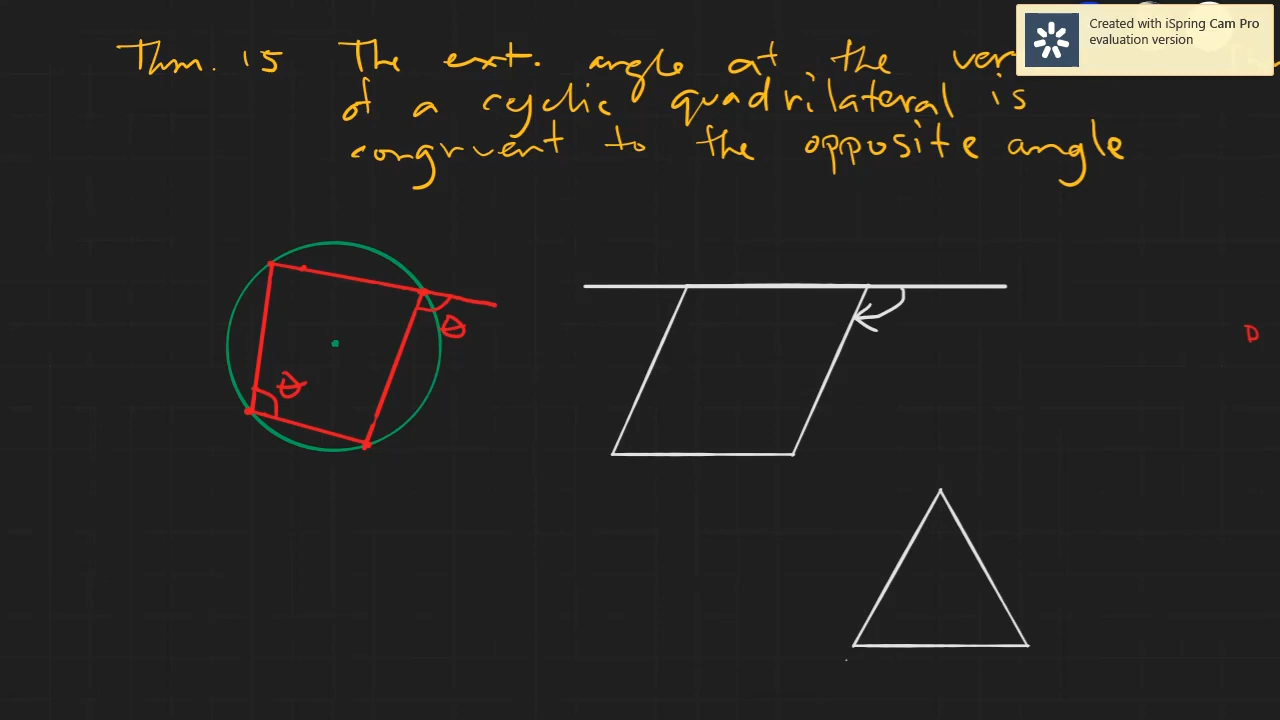 Created with iSpring Cam Pro
evaluation version
Thm. 15 The ext. angle at the ver
of a cyclic quadrilateral is
congruent to the opposite angle
θ
θ
D